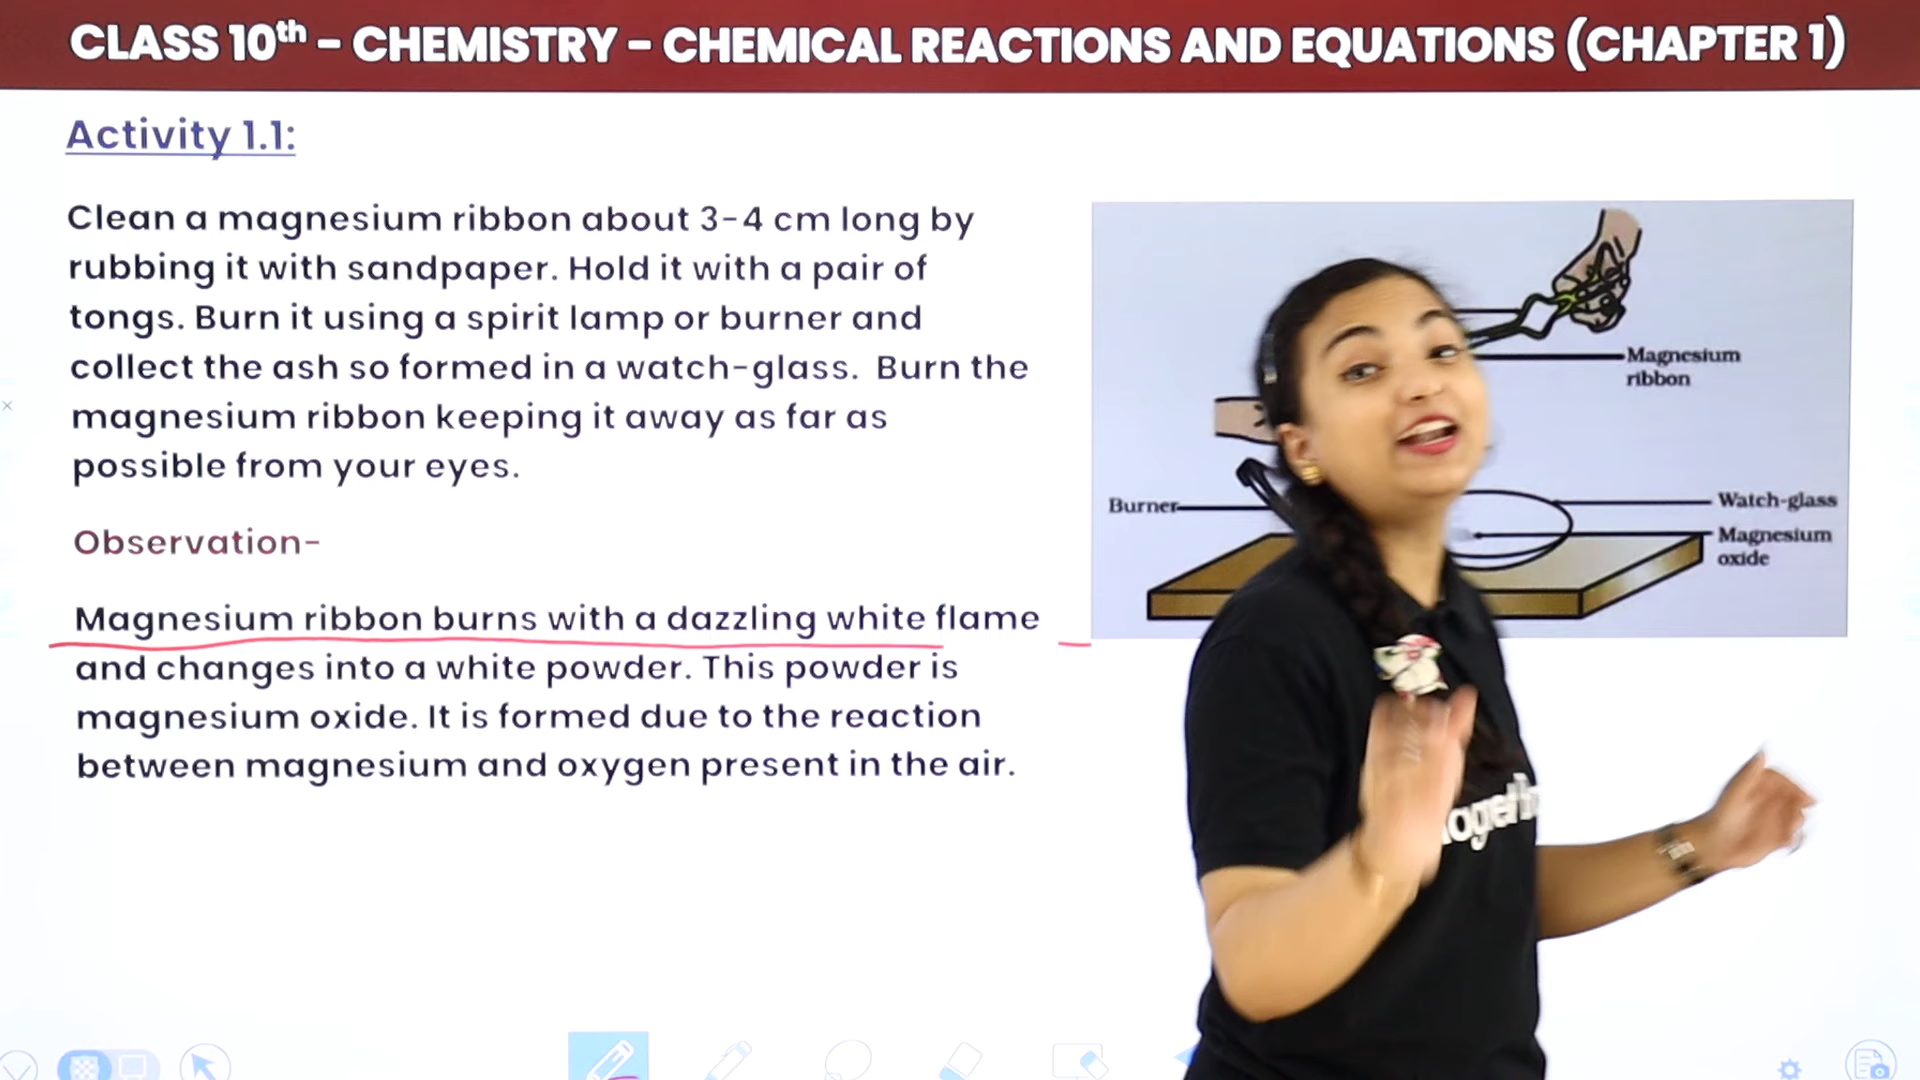 CLASS 10th - CHEMISTRY - CHEMICAL REACTIONS AND EQUATIONS (CHAPTER 1)
Activity 1.1:
Clean a magnesium ribbon about 3-4 cm long by
rubbing it with sandpaper. Hold it with a pair of
tongs. Burn it using a spirit lamp or burner and
collect the ash so formed in a watch-glass. Burn the
magnesium ribbon keeping it away as far as
possible from your eyes.
Observation-
Magnesium ribbon burns with a dazzling white flame
and changes into a white powder. This powder is
magnesium oxide. It is formed due to the reaction
between magnesium and oxygen present in the air.
Magnesium
ribbon
Burner
Watch-glass
Magnesium
oxide